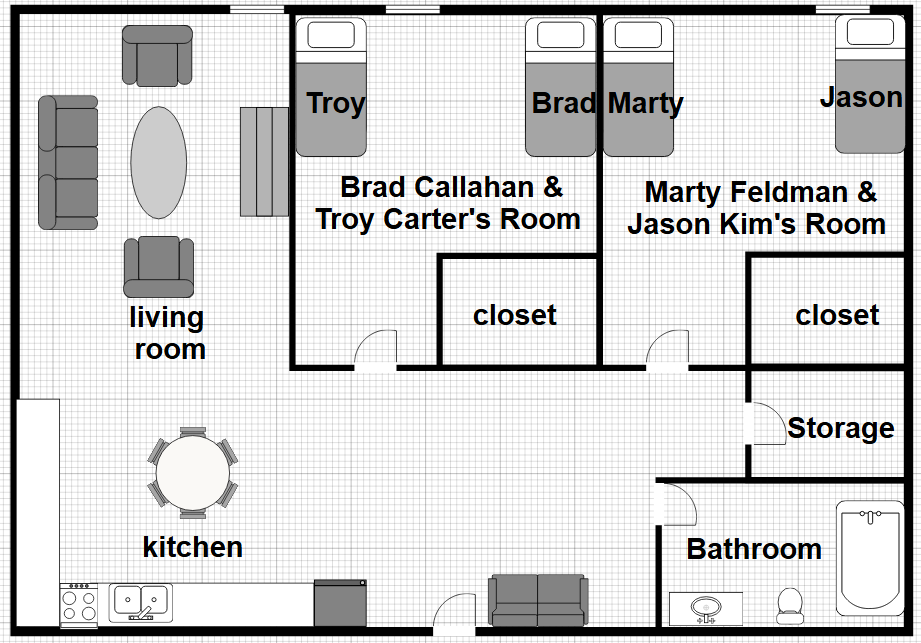 Troy
Brad
Marty
Jason
Brad Callahan &
Troy Carter's Room
Marty Feldman &
Jason Kim's Room
closet
closet
living
room
Storage
kitchen
Bathroom